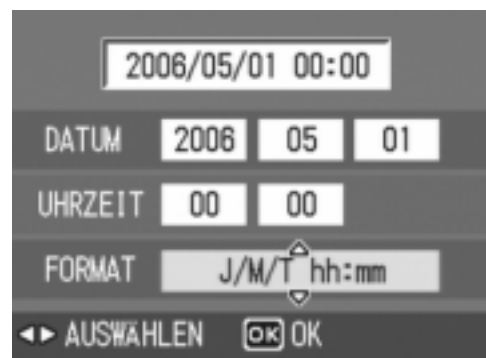 2006/05/01 00:00
DATUM 2006 05 01
UHRZEIT 00 00
FORMAT J/M/T hh:mm
AUSWÄHLEN OK OK